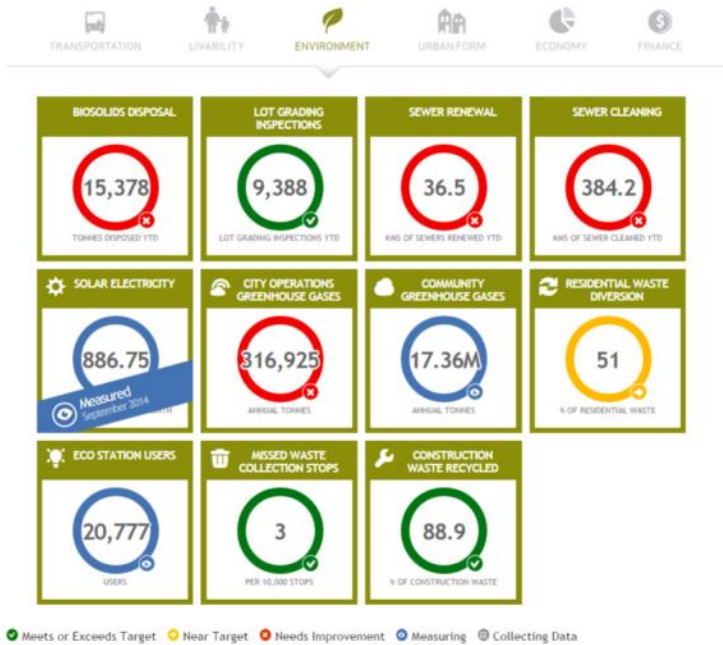 TRANSPORTATION
LIVABILITY
ENVIRONMENT
URBAN FORM
ECONOMY
FINANCE
BIOSOLIDS DISPOSAL
15,378
TONNES DISPOSED YTD
LOT GRADING
INSPECTIONS
9,388
LOT GRADING INSPECTIONS YTD
SEWER RENEWAL
36.5
KMS OF SEWERS RENEWED YTD
SEWER CLEANING
384.2
KMS OF SEWER CLEANED YTD
SOLAR ELECTRICITY
886.75
Measured
September 2014
CITY OPERATIONS
GREENHOUSE GASES
316,925
ANNUAL TONNES
COMMUNITY
GREENHOUSE GASES
17.36M
ANNUAL TONNES
RESIDENTIAL WASTE
DIVERSION
51
% OF RESIDENTIAL WASTE
ECO STATION USERS
20,777
USERS
MISSED WASTE
COLLECTION STOPS
3
PER 10,000 STOPS
CONSTRUCTION
WASTE RECYCLED
88.9
% OF CONSTRUCTION WASTE
Meets or Exceeds Target Near Target Needs Improvement Measuring Collecting Data